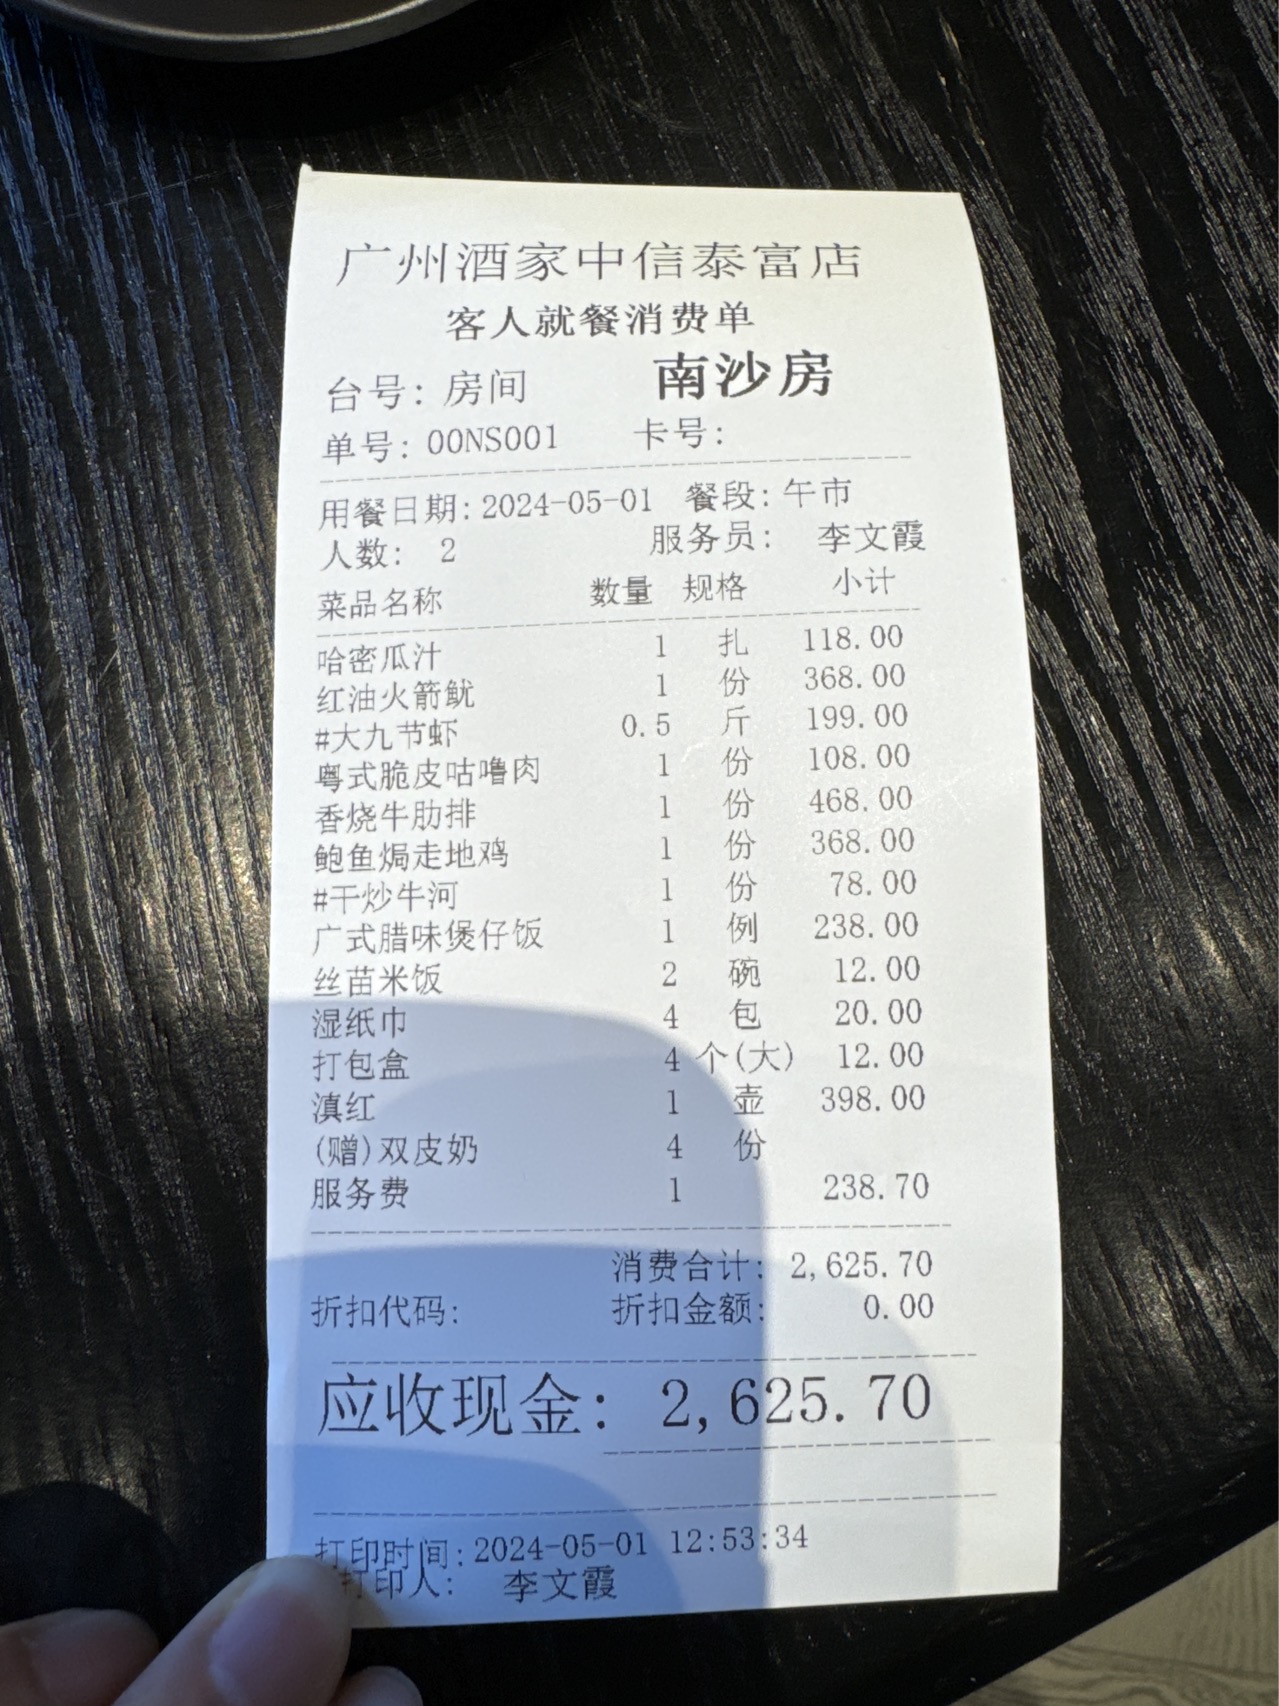 广州酒家中信泰富店
客人就餐消费单
台号: 房间 南沙房
单号: 00NS001 卡号:
用餐日期: 2024-05-01 餐段: 午市
人数: 2 服务员: 李文霞
菜品名称 数量 规格 小计
哈密瓜汁 1 扎 118.00
红油火箭鱿 1 份 368.00
#大九节虾 0.5 斤 199.00
粤式脆皮咕噜肉 1 份 108.00
香烧牛肋排 1 份 468.00
鲍鱼焗走地鸡 1 份 368.00
#干炒牛河 1 份 78.00
广式腊味煲仔饭 1 例 238.00
丝苗米饭 2 碗 12.00
湿纸巾 4 包 20.00
打包盒 4 个(大) 12.00
滇红 1 壶 398.00
(赠)双皮奶 4 份
服务费 1 238.70
消费合计: 2,625.70
折扣代码: 折扣金额: 0.00
应收现金: 2,625.70
打印时间: 2024-05-01 12:53:34
打印人: 李文霞